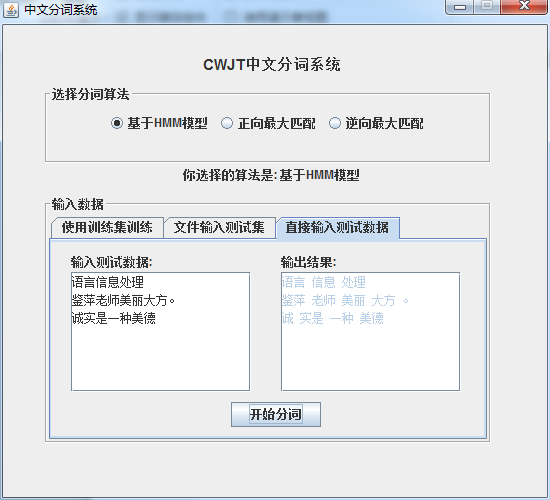 中文分词系统
CWJT中文分词系统
选择分词算法
基于HMM模型 正向最大匹配 逆向最大匹配
你选择的算法是:基于HMM模型
输入数据
使用训练集训练 文件输入测试集 直接输入测试数据
输入测试数据: 输出结果:
语言信息处理
鉴萍老师美丽大方。
诚实是一种美德
语言 信息 处理
鉴萍 老师 美丽 大方 。
诚 实是 一种 美德
开始分词